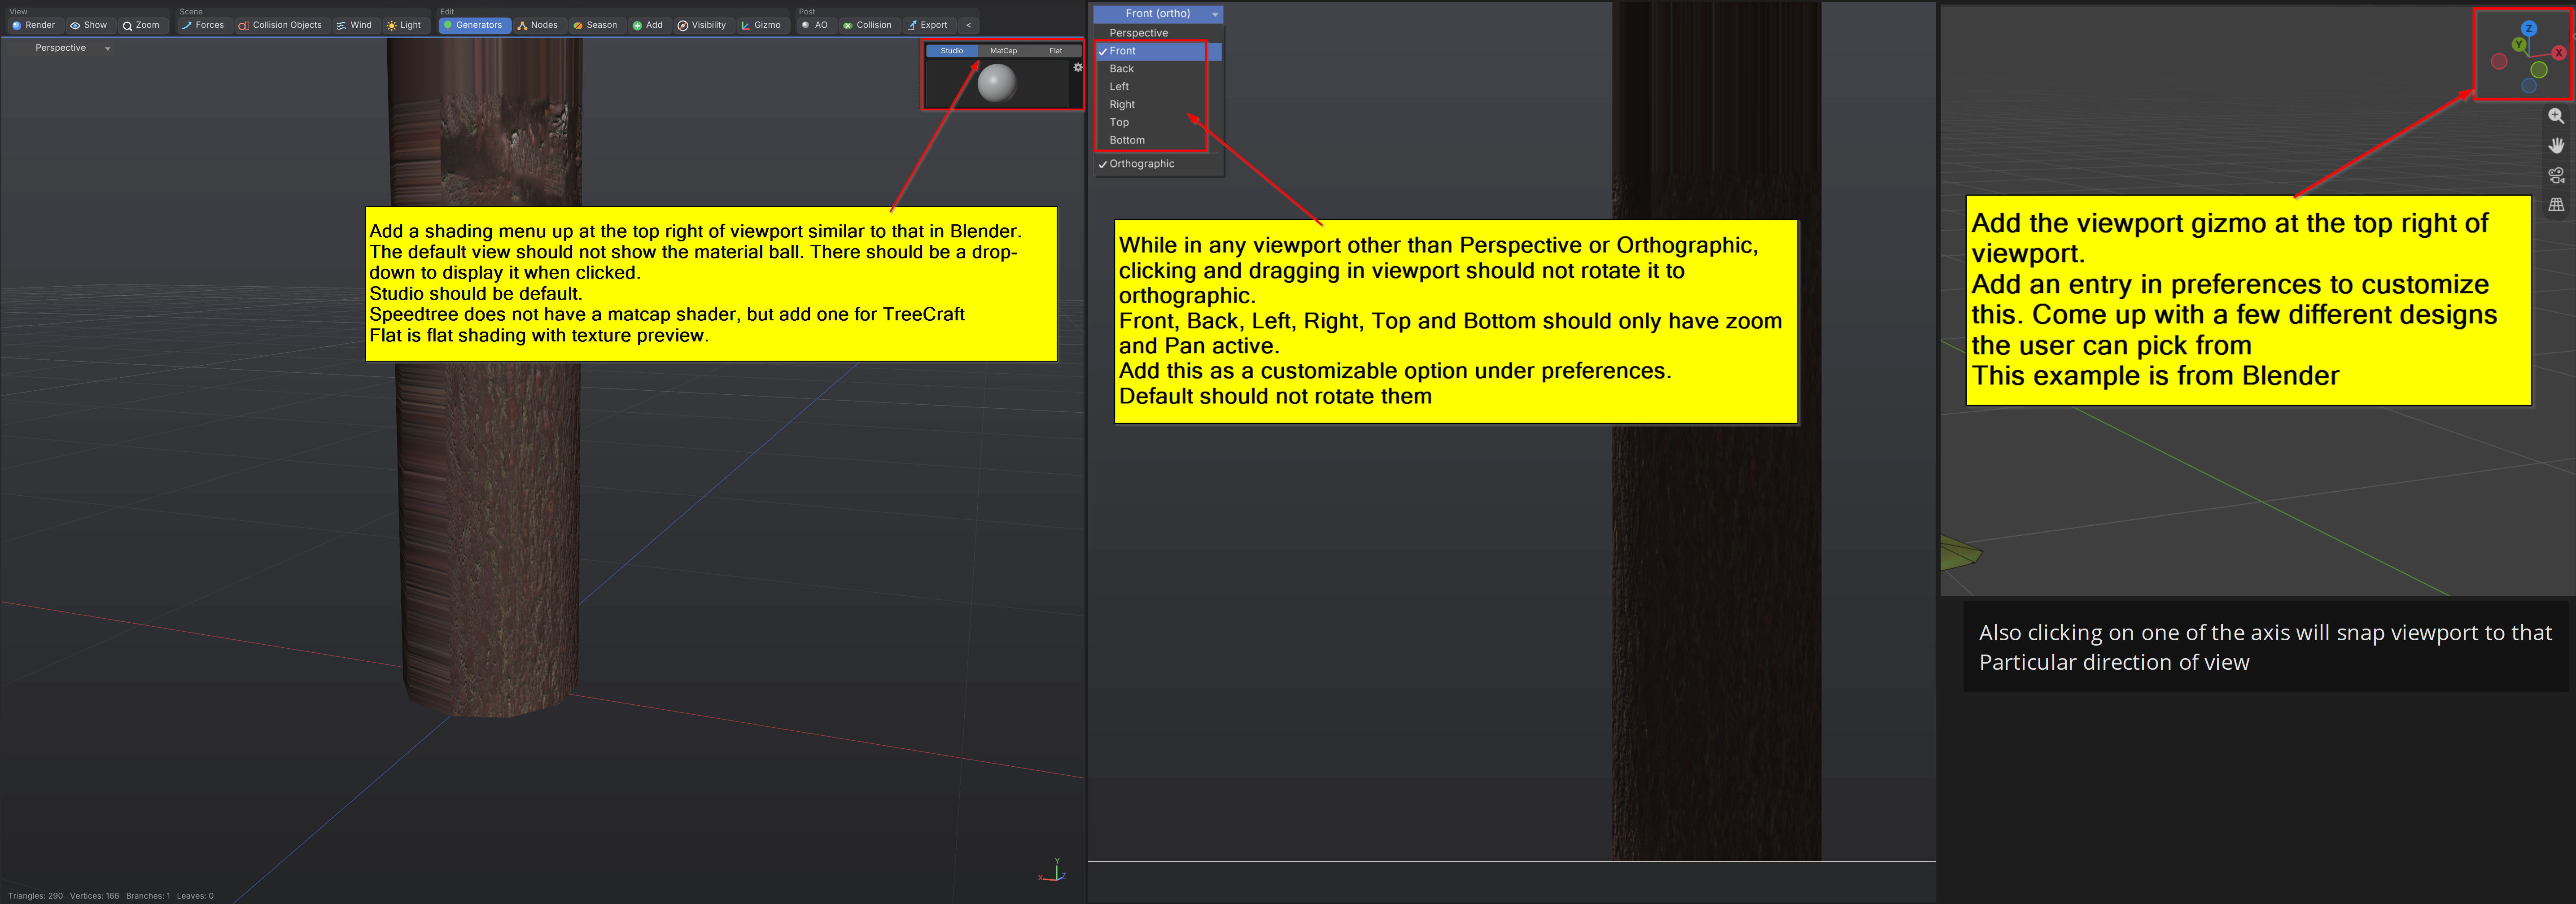 View
Scene
Edit
Post
Render Show Zoom Forces Collision Objects Wind Light Generators Nodes Season Add Visibility Gizmo AO Collision Export <
Perspective
Studio MatCap Flat
Add a shading menu up at the top right of viewport similar to that in Blender.
The default view should not show the material ball. There should be a drop-
down to display it when clicked.
Studio should be default.
Speedtree does not have a matcap shader, but add one for TreeCraft
Flat is flat shading with texture preview.
Y
X
Z
Triangles: 290 Vertices: 166 Branches: 1 Leaves: 0
Front (ortho)
Perspective
Front
Back
Left
Right
Top
Bottom
Orthographic
While in any viewport other than Perspective or Orthographic,
clicking and dragging in viewport should not rotate it to
orthographic.
Front, Back, Left, Right, Top and Bottom should only have zoom
and Pan active.
Add this as a customizable option under preferences.
Default should not rotate them
Z
Y
X
Add the viewport gizmo at the top right of
viewport.
Add an entry in preferences to customize
this. Come up with a few different designs
the user can pick from
This example is from Blender
Also clicking on one of the axis will snap viewport to that
Particular direction of view